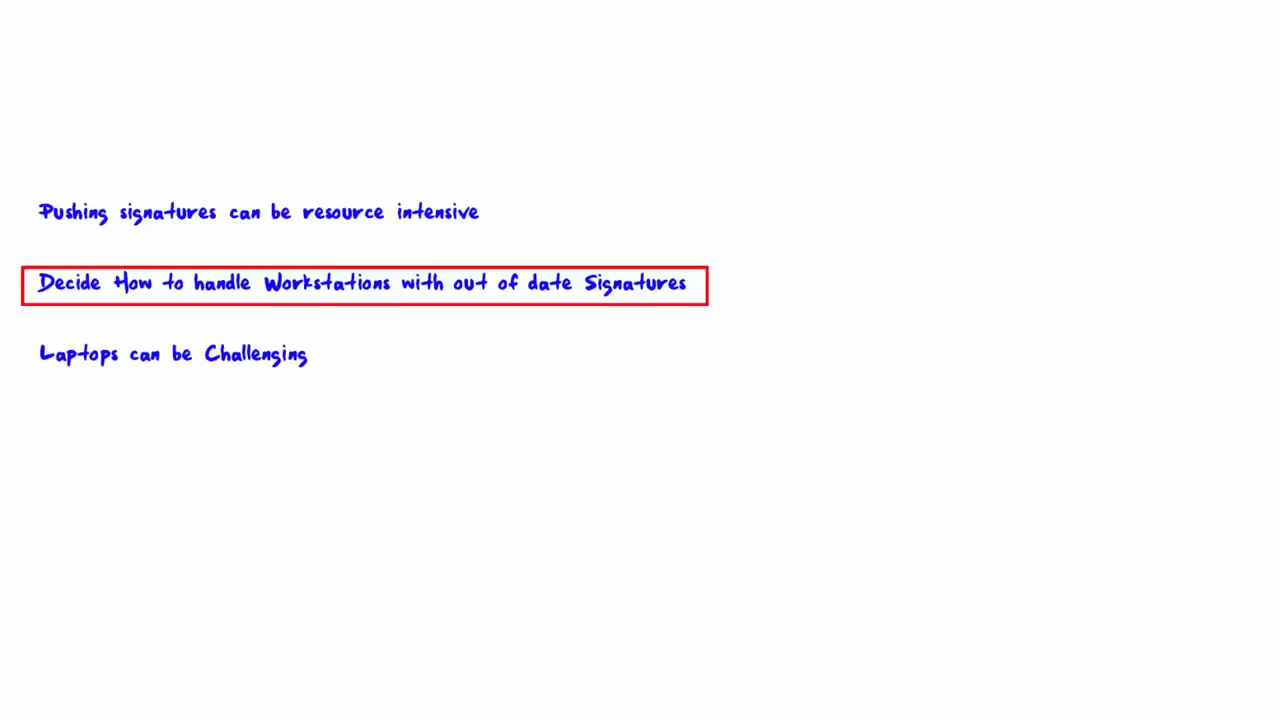 Pushing signatures can be resource intensive
Decide How to handle Workstations with out of date Signatures
Laptops can be Challenging